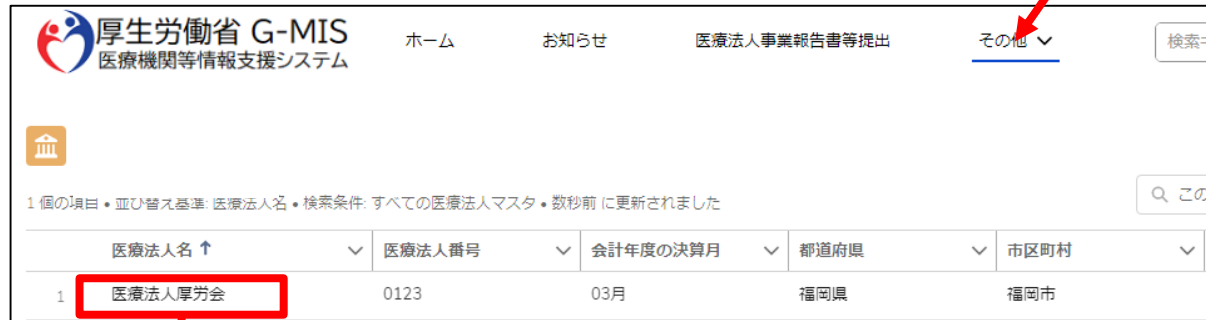 厚生労働省 G-MIS
医療機関等情報支援システム
ホーム お知らせ 医療法人事業報告書等提出 その他
検索
1 個の項目 • 並び替え基準: 医療法人名 • 検索条件: すべての医療法人マスタ • 数秒前 に更新されました
この
医療法人名 ↑ 医療法人番号 会計年度の決算月 都道府県 市区町村
1 医療法人厚労会 0123 03月 福岡県 福岡市